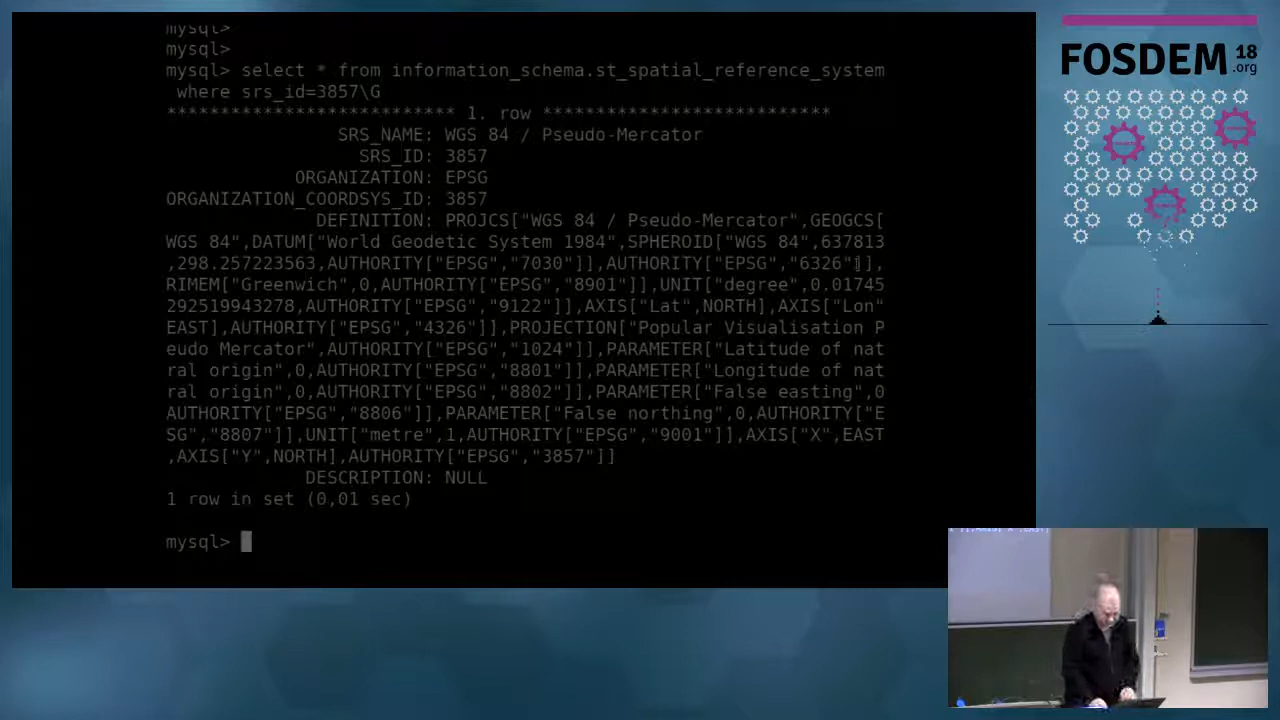 mysql>
mysql>
mysql> select * from information_schema.st_spatial_reference_system
 where srs_id=3857\G
*************************** 1. row ***************************
SRS_NAME: WGS 84 / Pseudo-Mercator
SRS_ID: 3857
ORGANIZATION: EPSG
ORGANIZATION_COORDSYS_ID: 3857
DEFINITION: PROJCS["WGS 84 / Pseudo-Mercator",GEOGCS[
WGS 84",DATUM["World Geodetic System 1984",SPHEROID["WGS 84",637813
,298.257223563,AUTHORITY["EPSG","7030"]],AUTHORITY["EPSG","6326"]],
RIMEM["Greenwich",0,AUTHORITY["EPSG","8901"]],UNIT["degree",0.01745
292519943278,AUTHORITY["EPSG","9122"]],AXIS["Lat",NORTH],AXIS["Lon"
EAST],AUTHORITY["EPSG","4326"]],PROJECTION["Popular Visualisation P
eudo Mercator",AUTHORITY["EPSG","1024"]],PARAMETER["Latitude of nat
ral origin",0,AUTHORITY["EPSG","8801"]],PARAMETER["Longitude of nat
ral origin",0,AUTHORITY["EPSG","8802"]],PARAMETER["False easting",0
AUTHORITY["EPSG","8806"]],PARAMETER["False northing",0,AUTHORITY["E
SG","8807"]],UNIT["metre",1,AUTHORITY["EPSG","9001"]],AXIS["X",EAST
,AXIS["Y",NORTH],AUTHORITY["EPSG","3857"]]
DESCRIPTION: NULL
1 row in set (0,01 sec)
mysql>
FOSDEM 18
.org